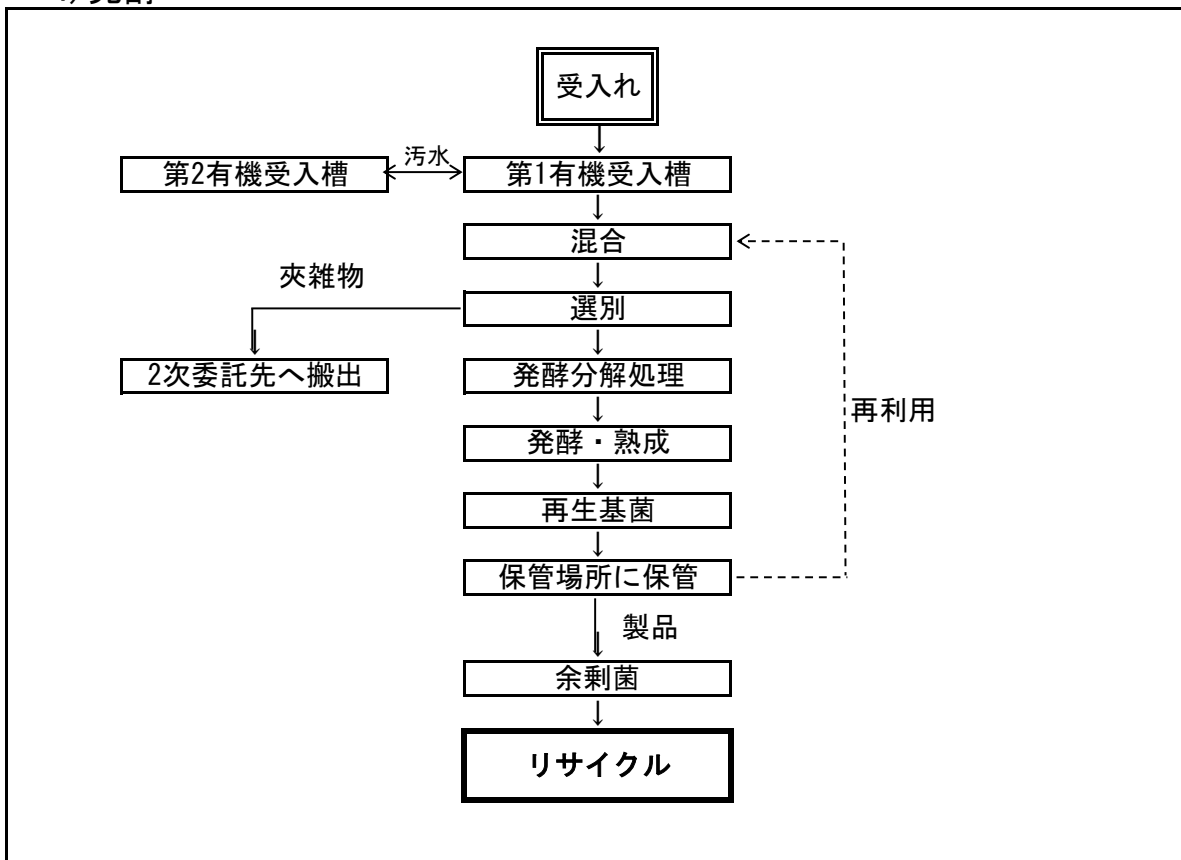 受入れ
汚水
第2有機受入槽
第1有機受入槽
混合
夾雑物
選別
2次委託先へ搬出
発酵分解処理
再利用
発酵・熟成
再生基菌
保管場所に保管
製品
余剰菌
リサイクル